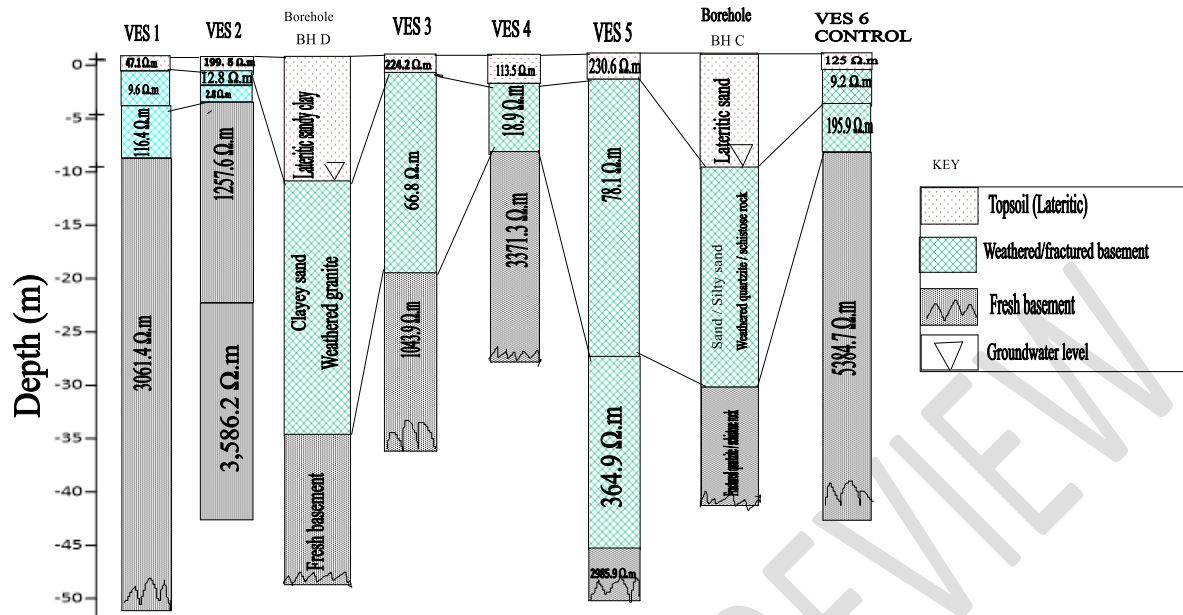 VES 1
VES 2
Borehole
BH D
VES 3
VES 4
VES 5
Borehole
BH C
VES 6
CONTROL
Depth (m)
0
-5
-10
-15
-20
-25
-30
-35
-40
-45
-50
47.1 Ω.m
9.6 Ω.m
116.4 Ω.m
3061.4 Ω.m
199. 8 Ω.m
12.8 Ω.m
2.8 Ω.m
1257.6 Ω.m
3,586.2 Ω.m
Lateritic sandy clay
Clayey sand
Weathered granite
Fresh basement
224.2 Ω.m
66.8 Ω.m
1043.9 Ω.m
113.5 Ω.m
18.9 Ω.m
3371.3 Ω.m
230.6 Ω.m
78.1 Ω.m
364.9 Ω.m
2985.9 Ω.m
Lateritic sand
Sand / Silty sand
Weathered quartzite / schistose rock
Fractured quartzite / schistose rock
125 Ω.m
9.2 Ω.m
195.9 Ω.m
5384.7 Ω.m
KEY
Topsoil (Lateritic)
Weathered/fractured basement
Fresh basement
Groundwater level